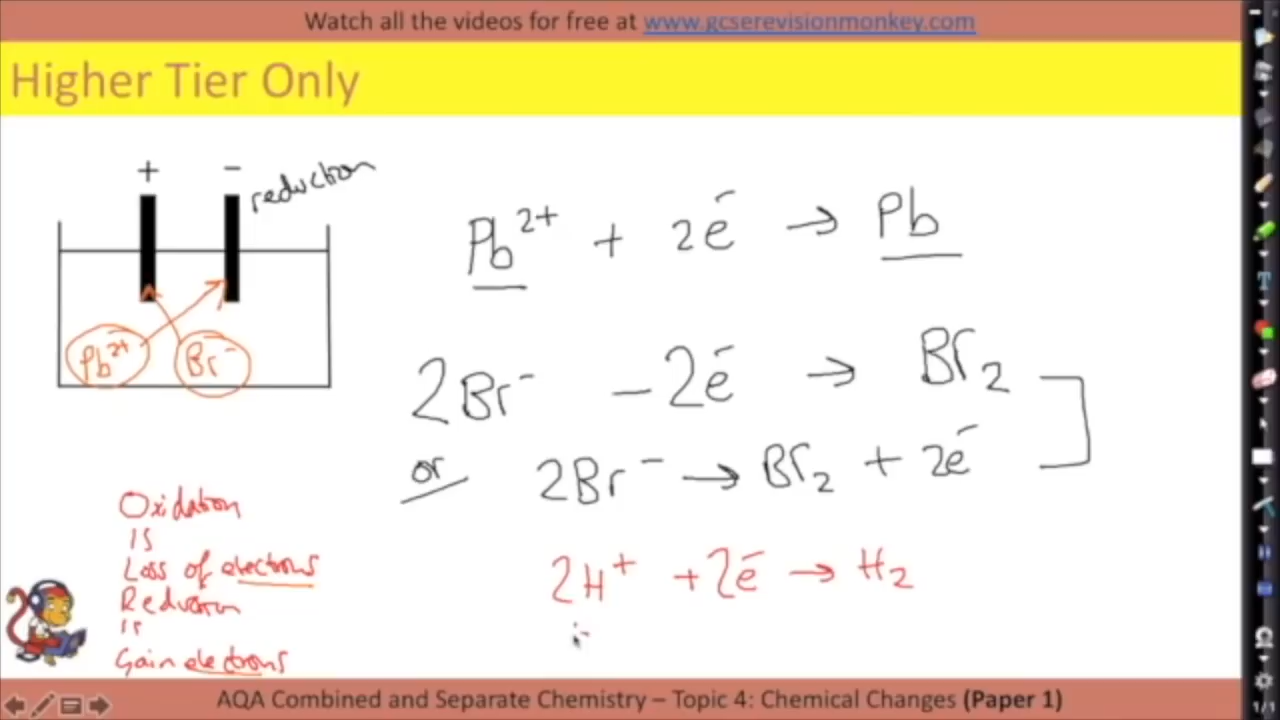 Watch all the videos for free at www.gcserevisionmonkey.com
Higher Tier Only
+ −
reduction
Pb²⁺ Br⁻
Pb²⁺ + 2e⁻ → Pb
2Br⁻ − 2e⁻ → Br₂
or 2Br⁻ → Br₂ + 2e⁻
2H⁺ + 2e⁻ → H₂
Oxidation
Is
Loss of electrons
Reduction
Is
Gain electrons
AQA Combined and Separate Chemistry – Topic 4: Chemical Changes (Paper 1)
1/1